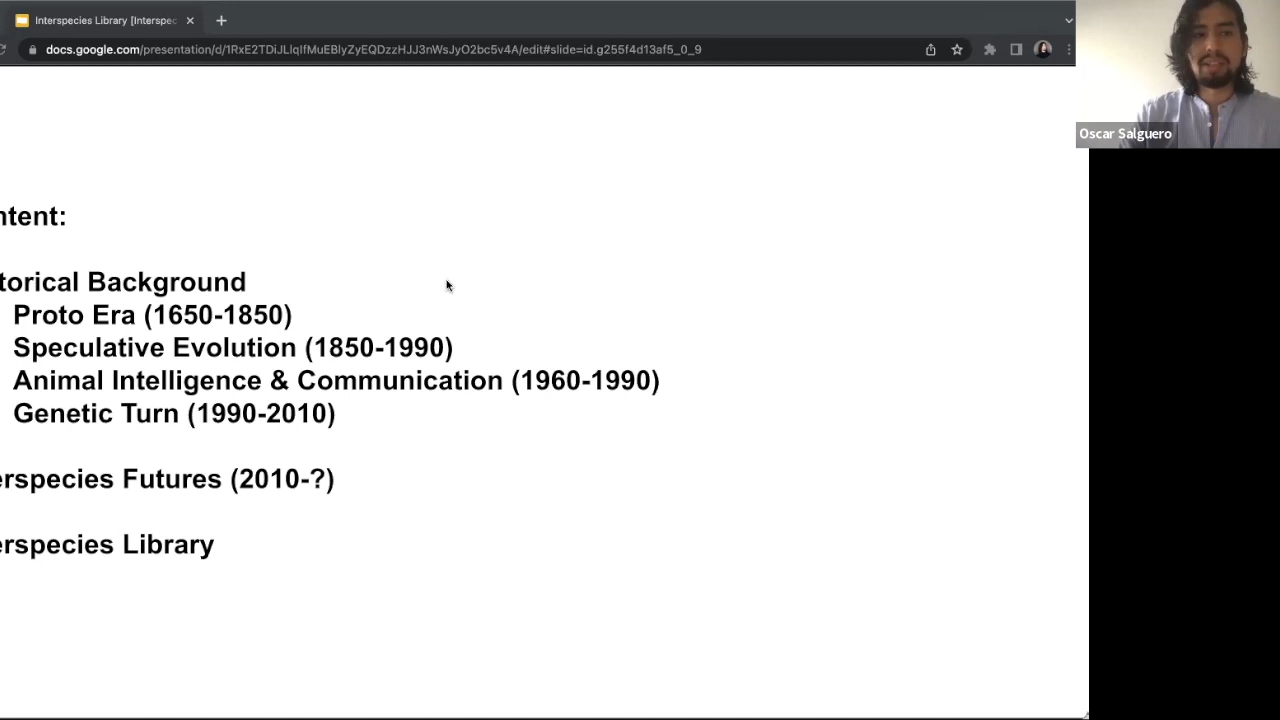 Interspecies Library [Interspec
docs.google.com/presentation/d/1RxE2TDiJLlqIfMuEBlyZyEQDzzHJJ3nWsJyO2bc5v4A/edit#slide=id.g255f4d13af5_0_9
Oscar Salguero
ntent:
torical Background
Proto Era (1650-1850)
Speculative Evolution (1850-1990)
Animal Intelligence & Communication (1960-1990)
Genetic Turn (1990-2010)
erspecies Futures (2010-?)
erspecies Library